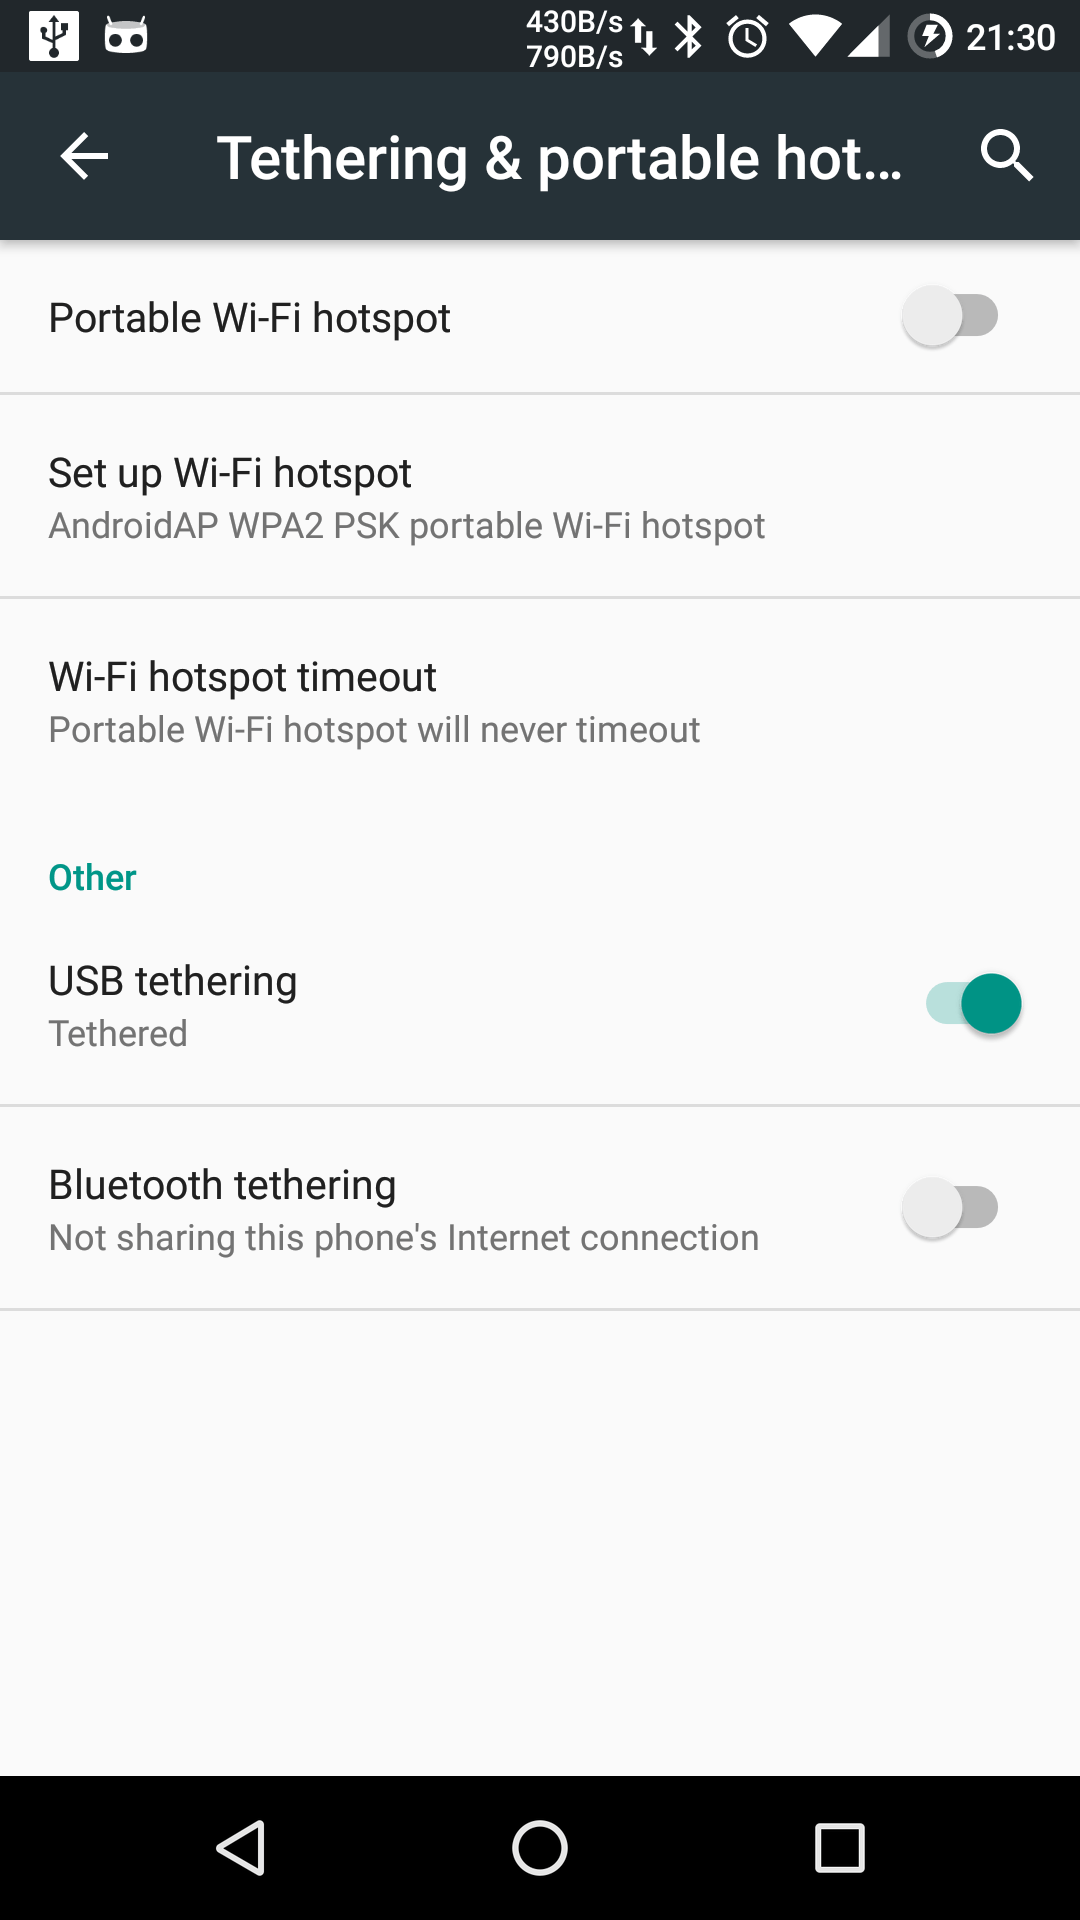 430B/s
790B/s
21:30
Tethering & portable hot...
Portable Wi-Fi hotspot
Set up Wi-Fi hotspot
AndroidAP WPA2 PSK portable Wi-Fi hotspot
Wi-Fi hotspot timeout
Portable Wi-Fi hotspot will never timeout
Other
USB tethering
Tethered
Bluetooth tethering
Not sharing this phone's Internet connection